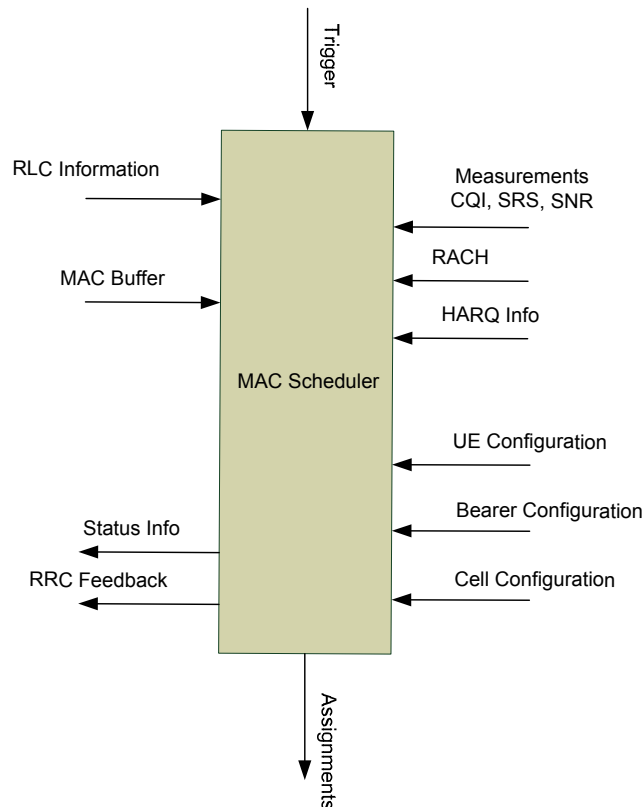 Trigger
RLC Information
Measurements
CQI, SRS, SNR
RACH
MAC Buffer
HARQ Info
MAC Scheduler
UE Configuration
Bearer Configuration
Status Info
RRC Feedback
Cell Configuration
Assignments